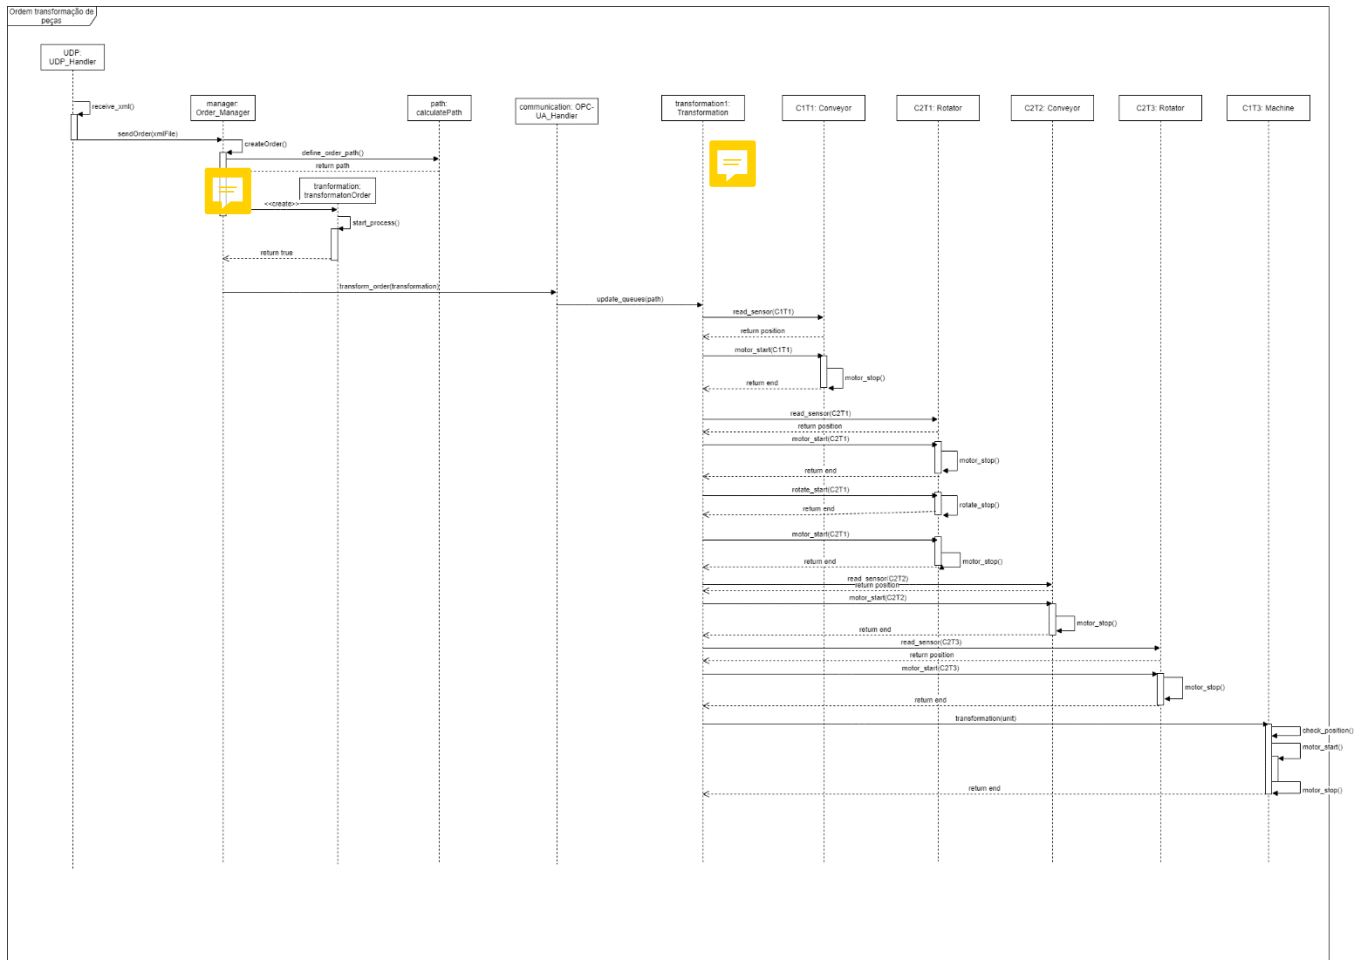 Ordem transformação de
peças
UDP:
UDP_Handler
manager:
Order_Manager
path:
calculatePath
communication: OPC-
UA_Handler
transformation1:
Transformation
C1T1: Conveyor
C2T1: Rotator
C2T2: Conveyor
C2T3: Rotator
C1T3: Machine
receive_xml()
sendOrder(xmlFile)
createOrder()
define_order_path()
return path
tranformation:
transformatonOrder
<<create>>
start_process()
return true
transform_order(transformation)
update_queues(path)
read_sensor(C1T1)
return position
motor_start(C1T1)
motor_stop()
return end
read_sensor(C2T1)
return position
motor_start(C2T1)
motor_stop()
return end
rotate_start(C2T1)
rotate_stop()
return end
motor_start(C2T1)
motor_stop()
return end
read_sensor(C2T2)
return position
motor_start(C2T2)
motor_stop()
return end
read_sensor(C2T3)
return position
motor_start(C2T3)
motor_stop()
return end
transformation(unit)
check_position()
motor_start()
return end
motor_stop()